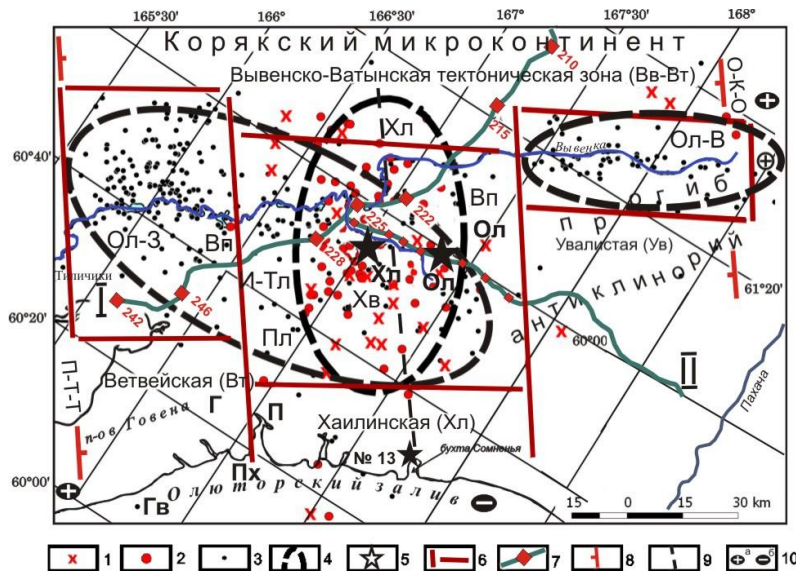 165°.5' 166° 166°.5' 167° 167°.5' 168°
Корякский микроконтинент
Вывенско-Ватынская тектоническая зона (Вв-Вт)
210
О-К-О
215
60°40'
Хл
Вывенка
Ол-В
прогиб
Вп
222
225
Ол
Увалистая (Ув)
Ол-З
Вп
228
Тиличики
И-Тл
Хл
Ол
антиклинорий
I
246
242
Хв
61°20'
60°20'
Пл
60°00'
II
П-Т-Т
Ветвейская (Вт)
Пахача
п-ов Говена
Г
П
Хаилинская (Хл)
№ 13
бухта Сомненья
60°00'
Пх
Олюторский залив
Гв
15 0 15 30 km
1 2 3 4 5 6 7 8 9 а б 10